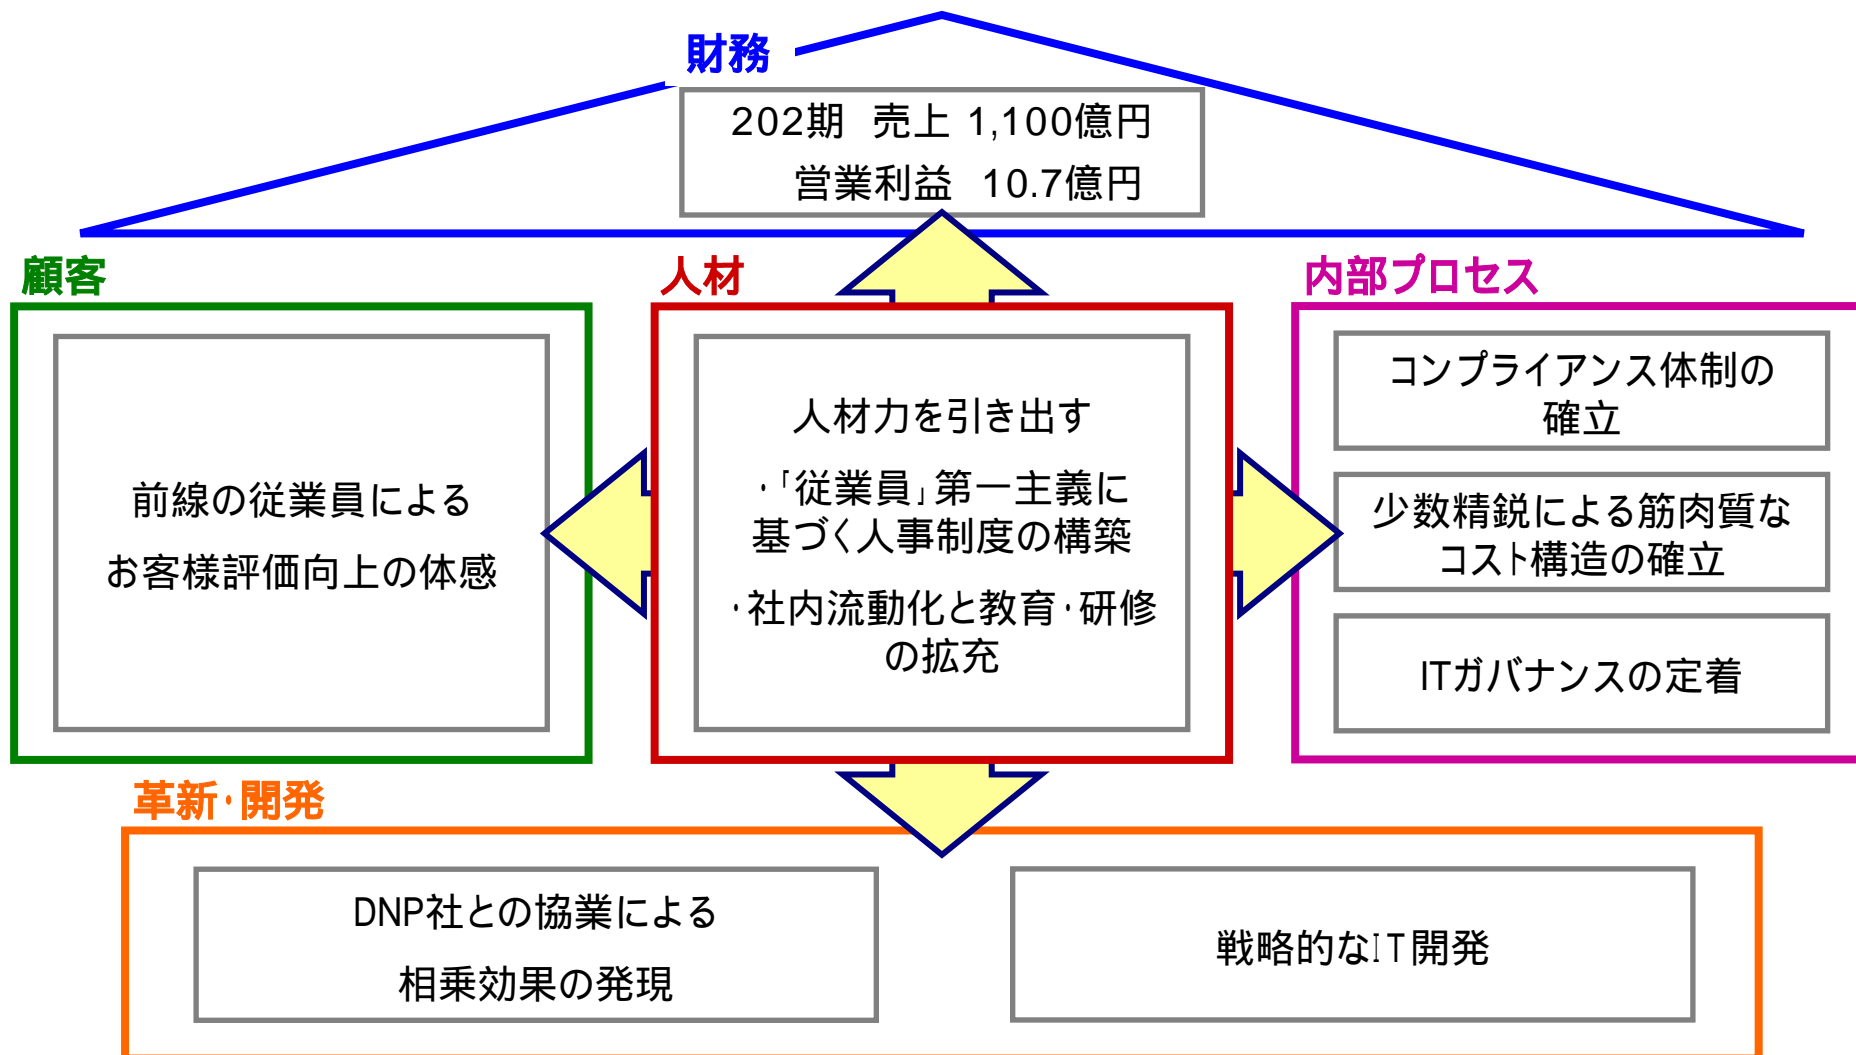 財務
202期 売上 1,100億円
営業利益 10.7億円
顧客
前線の従業員による
お客様評価向上の体感
人材
人材力を引き出す
・「従業員」第一主義に
基づく人事制度の構築
・社内流動化と教育・研修
の拡充
内部プロセス
コンプライアンス体制の
確立
少数精鋭による筋肉質な
コスト構造の確立
ITガバナンスの定着
革新・開発
DNP社との協業による
相乗効果の発現
戦略的なIT開発